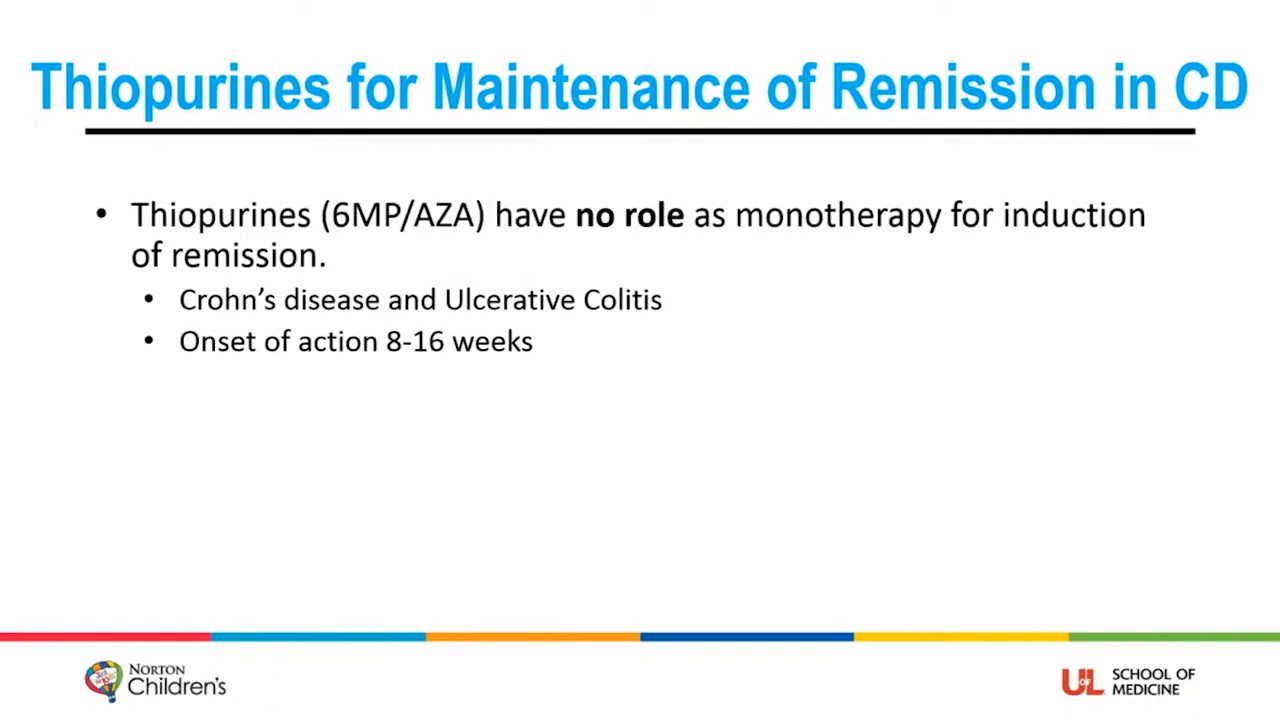 Thiopurines for Maintenance of Remission in CD
• Thiopurines (6MP/AZA) have no role as monotherapy for induction
of remission.
• Crohn’s disease and Ulcerative Colitis
• Onset of action 8-16 weeks
NORTON
Children's
UofL
SCHOOL OF
MEDICINE